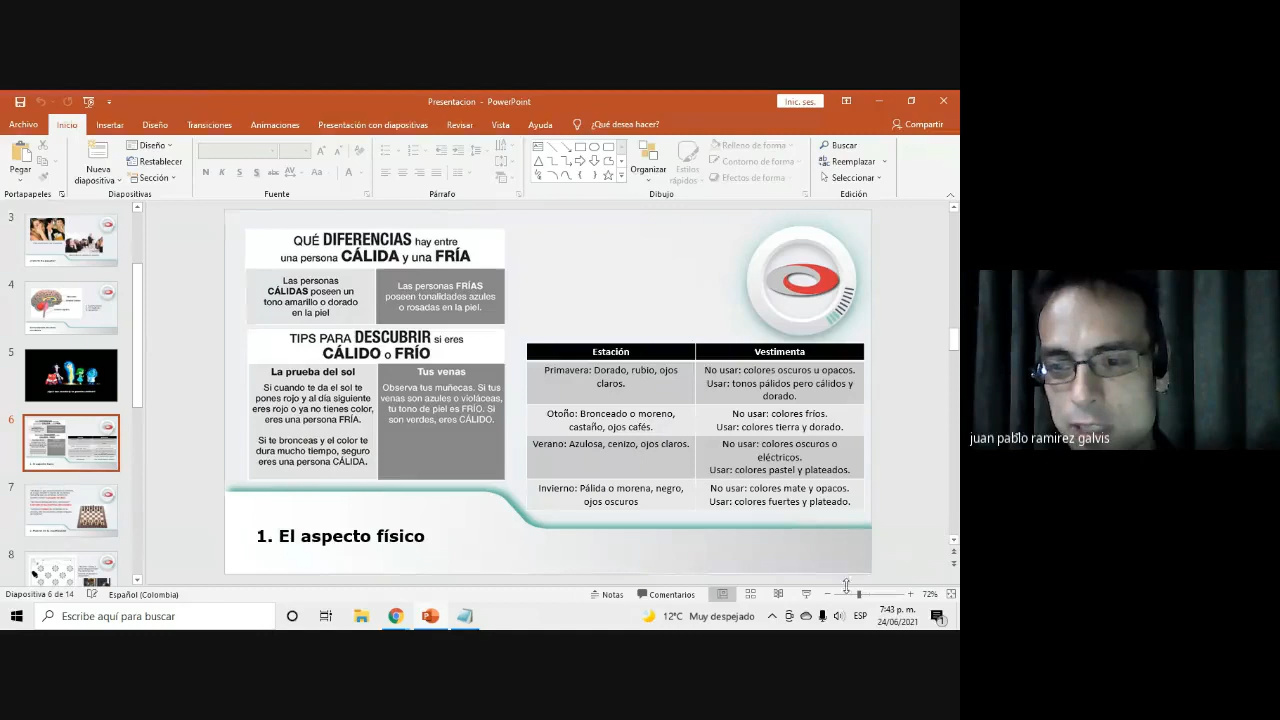 Presentacion - PowerPoint
Inic. ses.
Archivo Inicio Insertar Diseño Transiciones Animaciones Presentación con diapositivas Revisar Vista Ayuda ¿Qué desea hacer? Compartir
Pegar
Nueva diapositiva
Diseño
Restablecer
Sección
N K S S abc AV Aa A
Organizar
Estilos rápidos
Relleno de forma
Contorno de forma
Efectos de forma
Buscar
Reemplazar
Seleccionar
Portapapeles Diapositivas Fuente Párrafo Dibujo Edición
3
4
5
6
7
8
QUÉ DIFERENCIAS hay entre
una persona CÁLIDA y una FRÍA
Las personas
CÁLIDAS poseen un
tono amarillo o dorado
en la piel
Las personas FRÍAS
poseen tonalidades azules
o rosadas en la piel.
TIPS PARA DESCUBRIR si eres
CÁLIDO o FRÍO
La prueba del sol
Si cuando te da el sol te
pones rojo y al día siguiente
eres rojo o ya no tienes color,
eres una persona FRÍA.
Si te bronceas y el color te
dura mucho tiempo, seguro
eres una persona CÁLIDA.
Tus venas
Observa tus muñecas. Si tus
venas son azules o violáceas,
tu tono de piel es FRÍO. Si
son verdes, eres CÁLIDO.
Estación Vestimenta
Primavera: Dorado, rubio, ojos
claros.
No usar: colores oscuros u opacos.
Usar: tonos pálidos pero cálidos y
dorado.
Otoño: Bronceado o moreno,
castaño, ojos cafés.
No usar: colores fríos.
Usar: colores tierra y dorado.
Verano: Azulosa, cenizo, ojos claros.
No usar: colores oscuros o
eléctricos.
Usar: colores pastel y plateados.
Invierno: Pálida o morena, negro,
ojos oscuros
No usar: colores mate y opacos.
Usar: colores fuertes y plateado.
1. El aspecto físico
juan pablo ramirez galvis
Diapositiva 6 de 14 Español (Colombia) Notas Comentarios 72%
Escribe aquí para buscar
12°C Muy despejado ESP
7:43 p. m.
24/06/2021
1